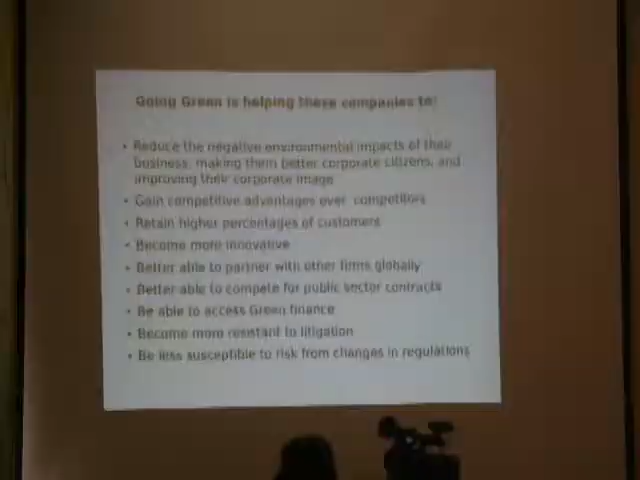 Going Green is helping these companies to:
• Reduce the negative environmental impacts of their
business, making them better corporate citizens, and
improving their corporate image
• Gain competitive advantages over competitors
• Retain higher percentages of customers
• Become more innovative
• Better able to partner with other firms globally
• Better able to compete for public sector contracts
• Be able to access Green finance
• Become more resistant to litigation
• Be less susceptible to risk from changes in regulations